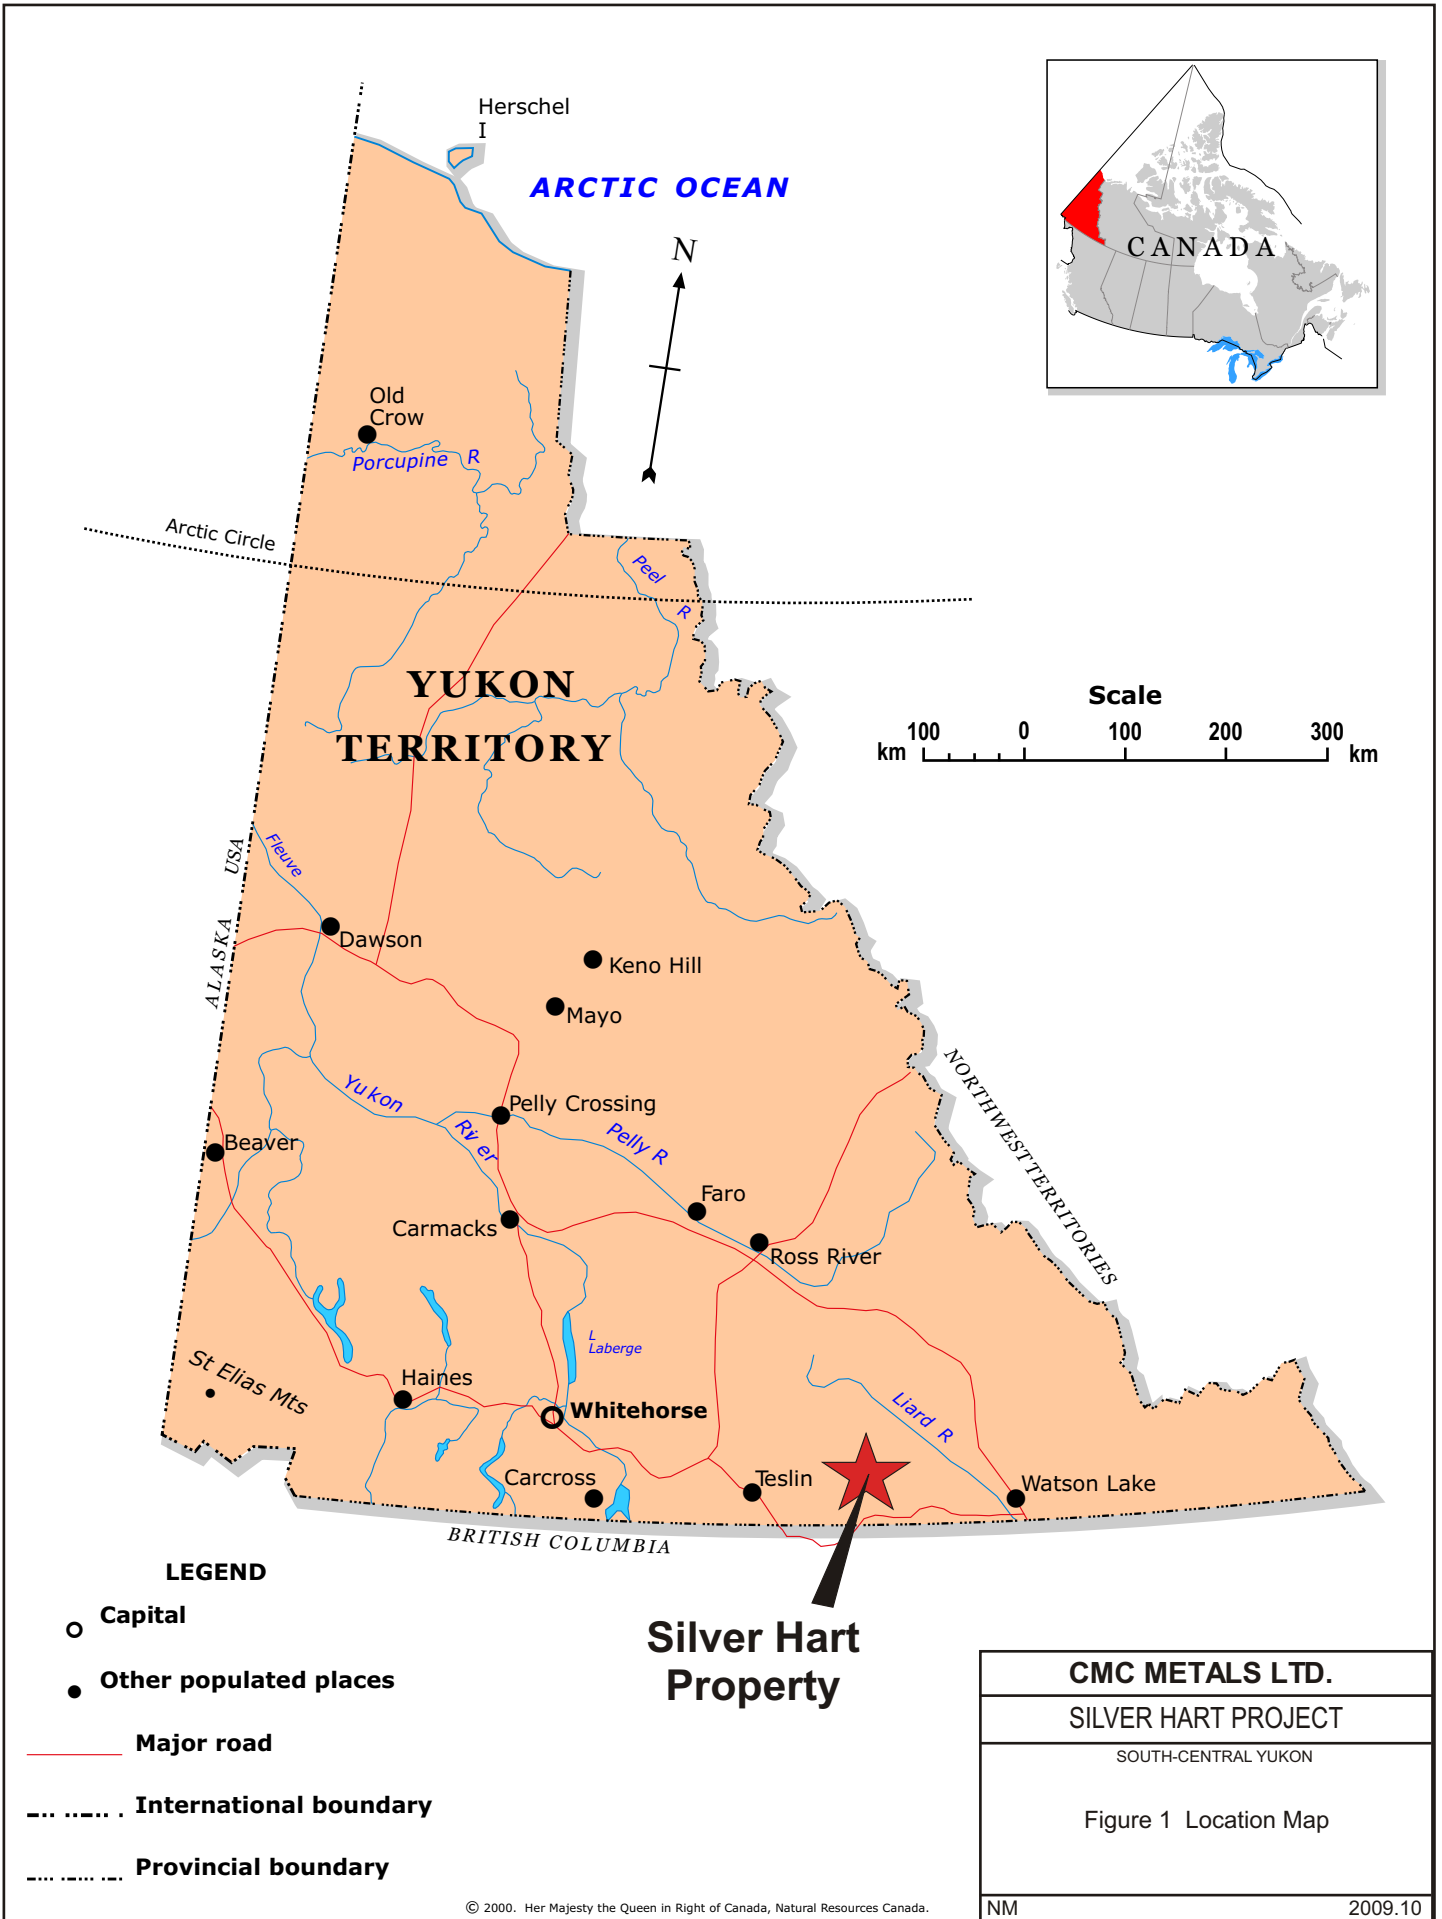 Herschel
I
ARCTIC OCEAN
N
CANADA
Old
Crow
Porcupine R
Arctic Circle
Peel
R
YUKON
TERRITORY
Scale
100 0 100 200 300
km km
Fleuve
ALASKA USA
Dawson
Keno Hill
Mayo
NORTHWEST TERRITORIES
Yukon
River
Pelly Crossing
Pelly R
Beaver
Faro
Carmacks
Ross River
L
Laberge
St Elias Mts
Haines
Whitehorse
Liard R
Carcross
Teslin
Watson Lake
BRITISH COLUMBIA
Silver Hart
Property
LEGEND
Capital
Other populated places
Major road
International boundary
Provincial boundary
CMC METALS LTD.
SILVER HART PROJECT
SOUTH-CENTRAL YUKON
Figure 1 Location Map
NM 2009.10
© 2000. Her Majesty the Queen in Right of Canada, Natural Resources Canada.